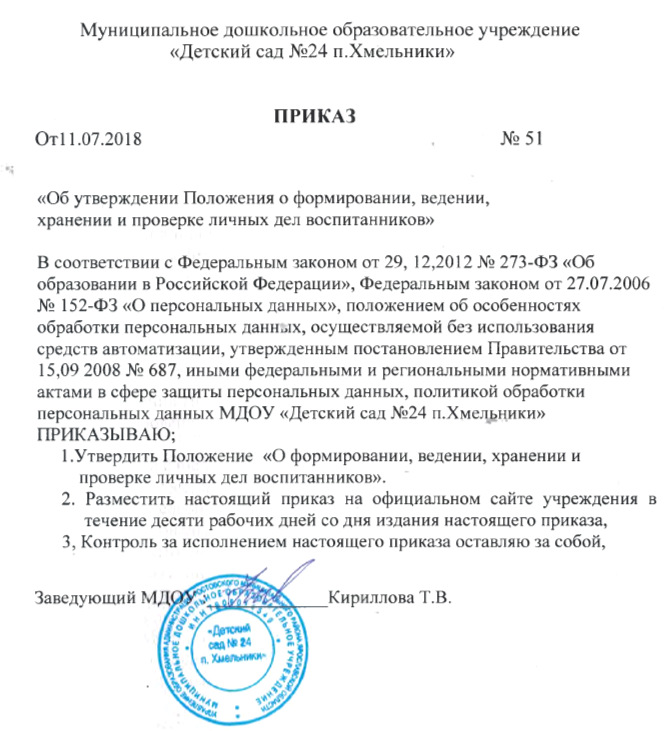 Муниципальное дошкольное образовательное учреждение
«Детский сад №24 п.Хмельники»
ПРИКАЗ
От11.07.2018 № 51
«Об утверждении Положения о формировании, ведении,
хранении и проверке личных дел воспитанников»
В соответствии с Федеральным законом от 29, 12,2012 № 273-ФЗ «Об
образовании в Российской Федерации», Федеральным законом от 27.07.2006
№ 152-ФЗ «О персональных данных», положением об особенностях
обработки персональных данных, осуществляемой без использования
средств автоматизации, утвержденным постановлением Правительства от
15,09 2008 № 687, иными федеральными и региональными нормативными
актами в сфере защиты персональных данных, политикой обработки
персональных данных МДОУ «Детский сад №24 п.Хмельники»
ПРИКАЗЫВАЮ;
1.Утвердить Положение «О формировании, ведении, хранении и
проверке личных дел воспитанников».
2. Разместить настоящий приказ на официальном сайте учреждения в
течение десяти рабочих дней со дня издания настоящего приказа,
3, Контроль за исполнением настоящего приказа оставляю за собой,
Заведующий МДОУ Кириллова Т.В.
«Детский
сад № 24
п. Хмельники»
МУНИЦИПАЛЬНОЕ ДОШКОЛЬНОЕ ОБРАЗОВАТЕЛЬНОЕ УЧРЕЖДЕНИЕ